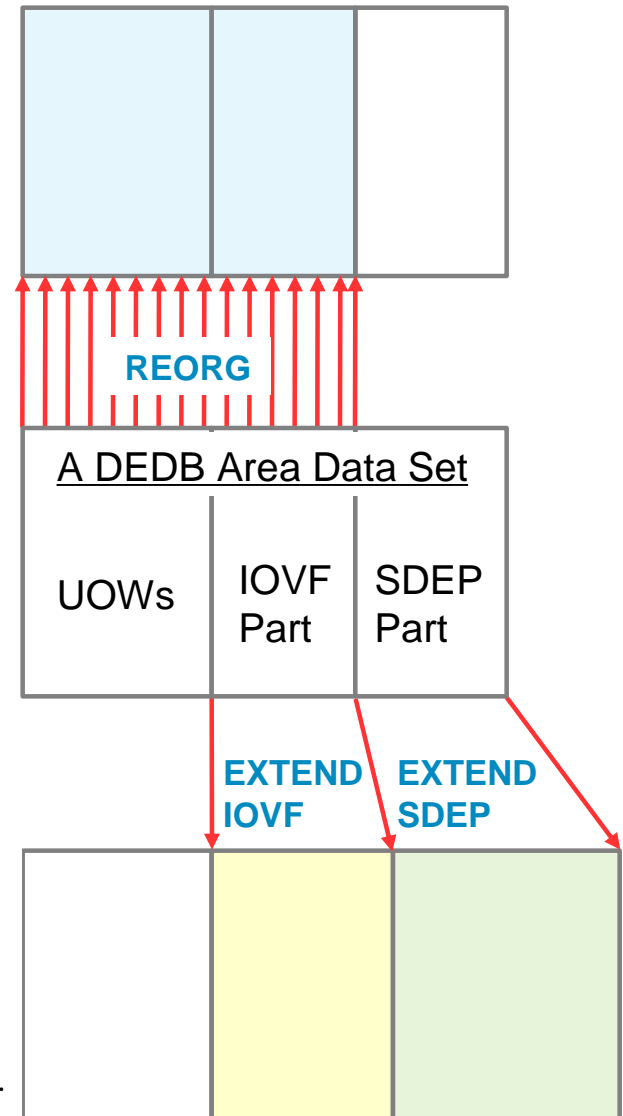 REORG
A DEDB Area Data Set
UOWs
IOVF
Part
SDEP
Part
EXTEND
IOVF
EXTEND
SDEP
.